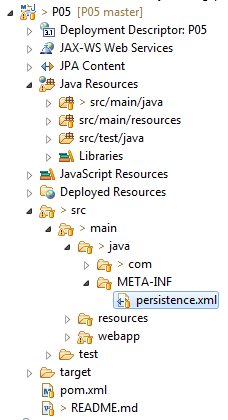 > P05 [P05 master]
Deployment Descriptor: P05
JAX-WS Web Services
> JPA Content
Java Resources
> src/main/java
src/main/resources
src/test/java
Libraries
> JavaScript Resources
Deployed Resources
> src
> main
> java
> com
META-INF
persistence.xml
resources
webapp
test
target
pom.xml
> README.md